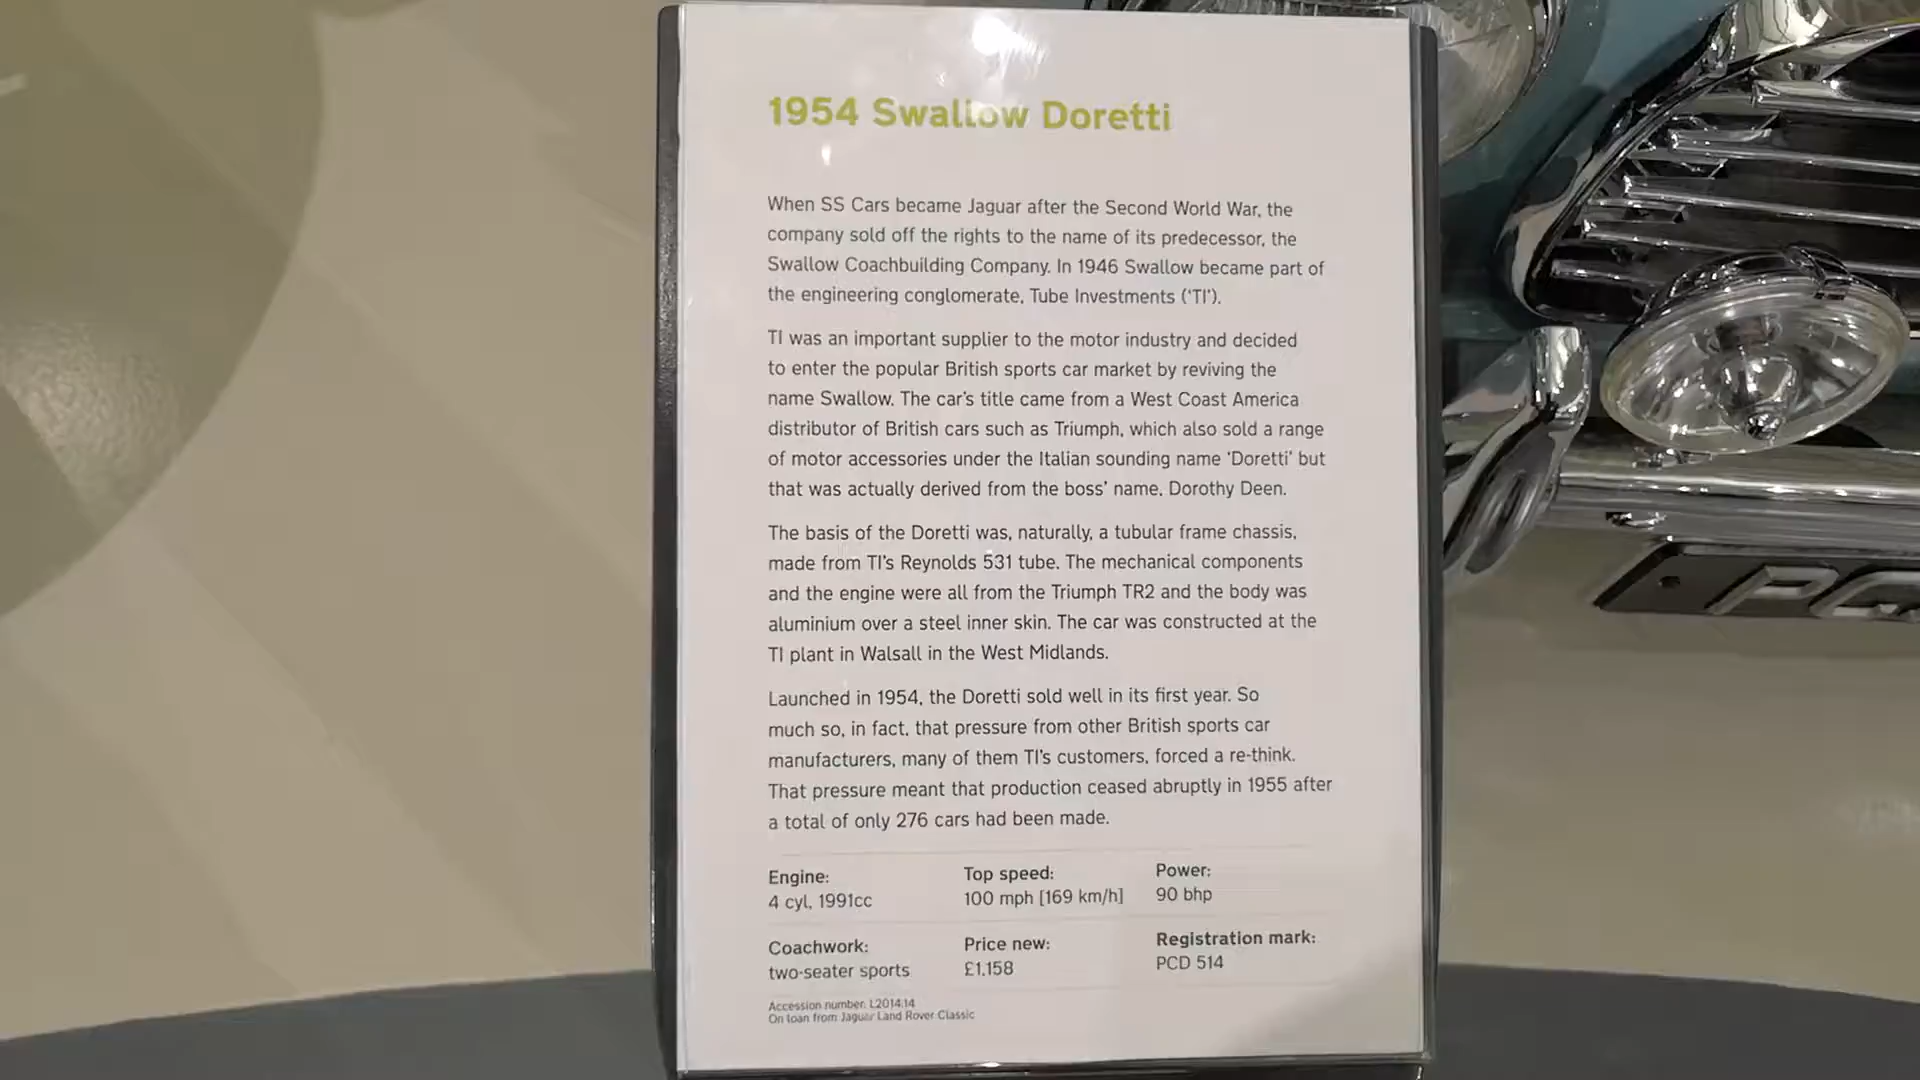 1954 Swallow Doretti
When SS Cars became Jaguar after the Second World War, the
company sold off the rights to the name of its predecessor, the
Swallow Coachbuilding Company. In 1946 Swallow became part of
the engineering conglomerate, Tube Investments ('TI').
TI was an important supplier to the motor industry and decided
to enter the popular British sports car market by reviving the
name Swallow. The car's title came from a West Coast America
distributor of British cars such as Triumph, which also sold a range
of motor accessories under the Italian sounding name 'Doretti' but
that was actually derived from the boss' name, Dorothy Deen.
The basis of the Doretti was, naturally, a tubular frame chassis,
made from TI's Reynolds 531 tube. The mechanical components
and the engine were all from the Triumph TR2 and the body was
aluminium over a steel inner skin. The car was constructed at the
TI plant in Walsall in the West Midlands.
Launched in 1954, the Doretti sold well in its first year. So
much so, in fact, that pressure from other British sports car
manufacturers, many of them TI's customers, forced a re-think.
That pressure meant that production ceased abruptly in 1955 after
a total of only 276 cars had been made.
Engine: Top speed: Power:
4 cyl, 1991cc 100 mph [169 km/h] 90 bhp
Coachwork: Price new: Registration mark:
two-seater sports £1,158 PCD 514
Accession number: L2014.14
On loan from Jaguar Land Rover Classic
PC